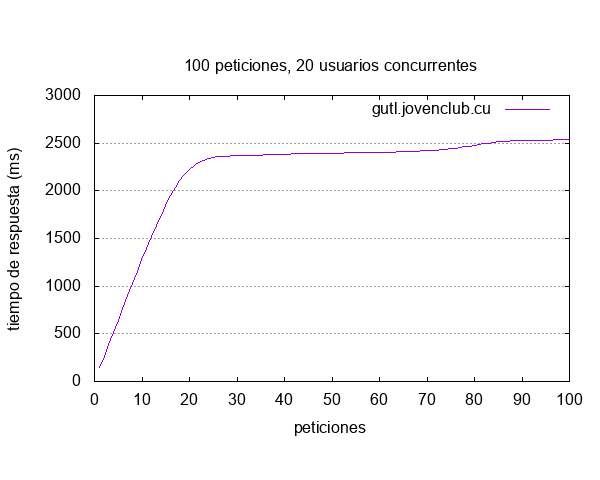 100 peticiones, 20 usuarios concurrentes
3000
gutl.jovenclub.cu
2500
2000
1500
1000
500
0
tiempo de respuesta (ms)
0 10 20 30 40 50 60 70 80 90 100
peticiones